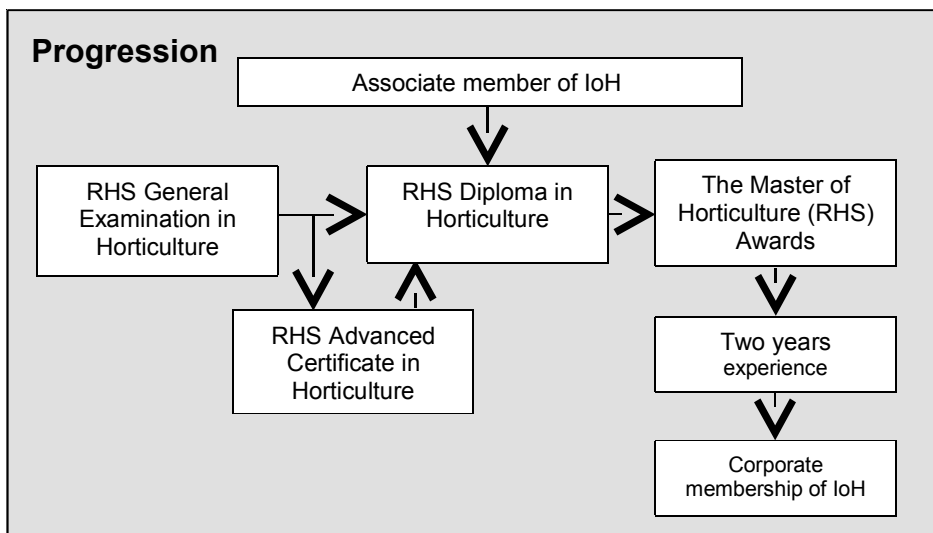 Progression
Associate member of IoH
RHS General
Examination in
Horticulture
RHS Diploma in
Horticulture
The Master of
Horticulture (RHS)
Awards
RHS Advanced
Certificate in
Horticulture
Two years
experience
Corporate
membership of IoH